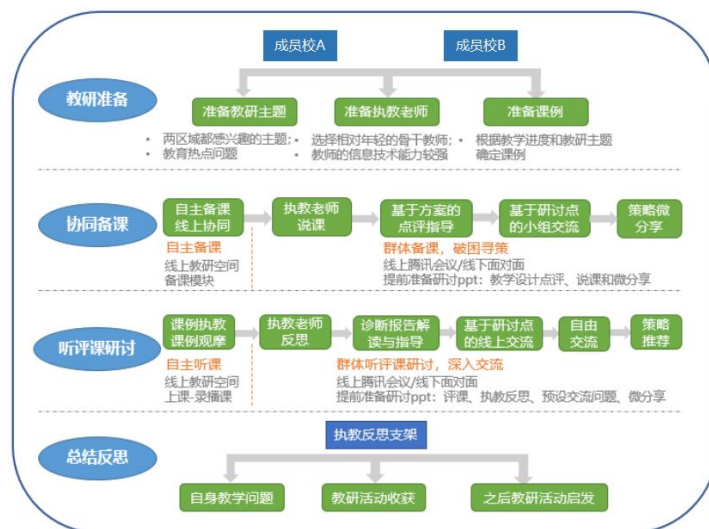 成员校A
成员校B
教研准备
准备教研主题
准备执教老师
准备课例
• 两区域都感兴趣的主题;
• 教育热点问题
• 选择相对年轻的骨干教师;
• 教师的信息技术能力较强
• 根据教学进度和教研主题
确定课例
协同备课
自主备课
线上协同
执教老师
说课
基于方案的
点评指导
基于研讨点
的小组交流
策略微
分享
自主备课
线上教研空间
备课模块
群体备课，破困寻策
线上腾讯会议/线下面对面
提前准备研讨ppt：教学设计点评、说课和微分享
听评课研讨
课例执教
课例观摩
执教老师
反思
诊断报告解
读与指导
基于研讨点
的线上交流
自由
交流
策略
推荐
自主听课
线上教研空间
上课-录播课
群体听评课研讨，深入交流
线上腾讯会议/线下面对面
提前准备研讨ppt：评课、执教反思、预设交流问题、微分享
总结反思
执教反思支架
自身教学问题
教研活动收获
之后教研活动启发